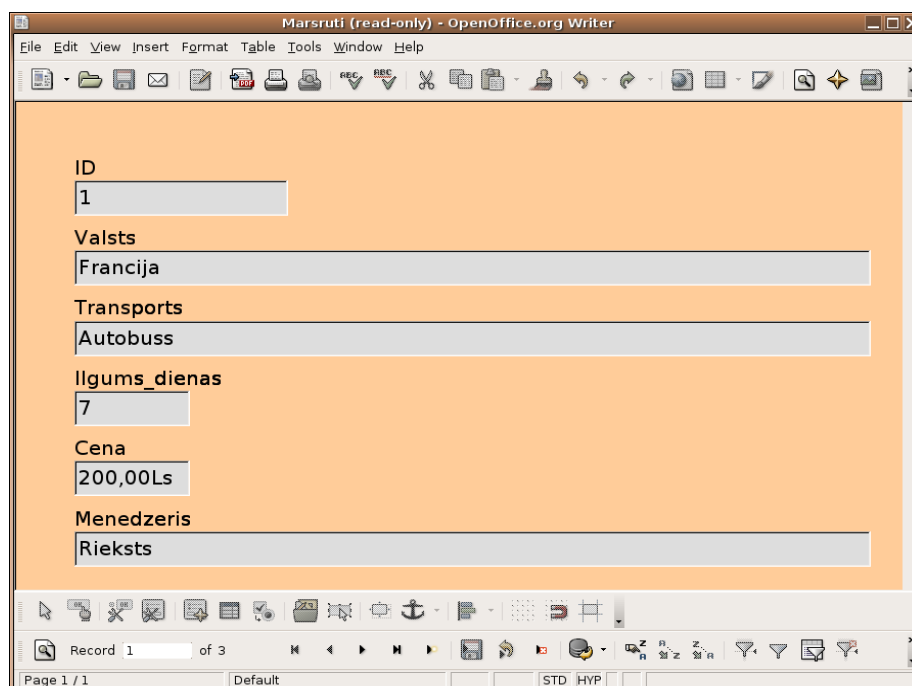 Marsruti (read-only) - OpenOffice.org Writer
File Edit View Insert Format Table Tools Window Help
ID
1
Valsts
Francija
Transports
Autobuss
Ilgums_dienas
7
Cena
200,00Ls
Menedzeris
Rieksts
Record 1 of 3
Page 1 / 1 Default STD HYP